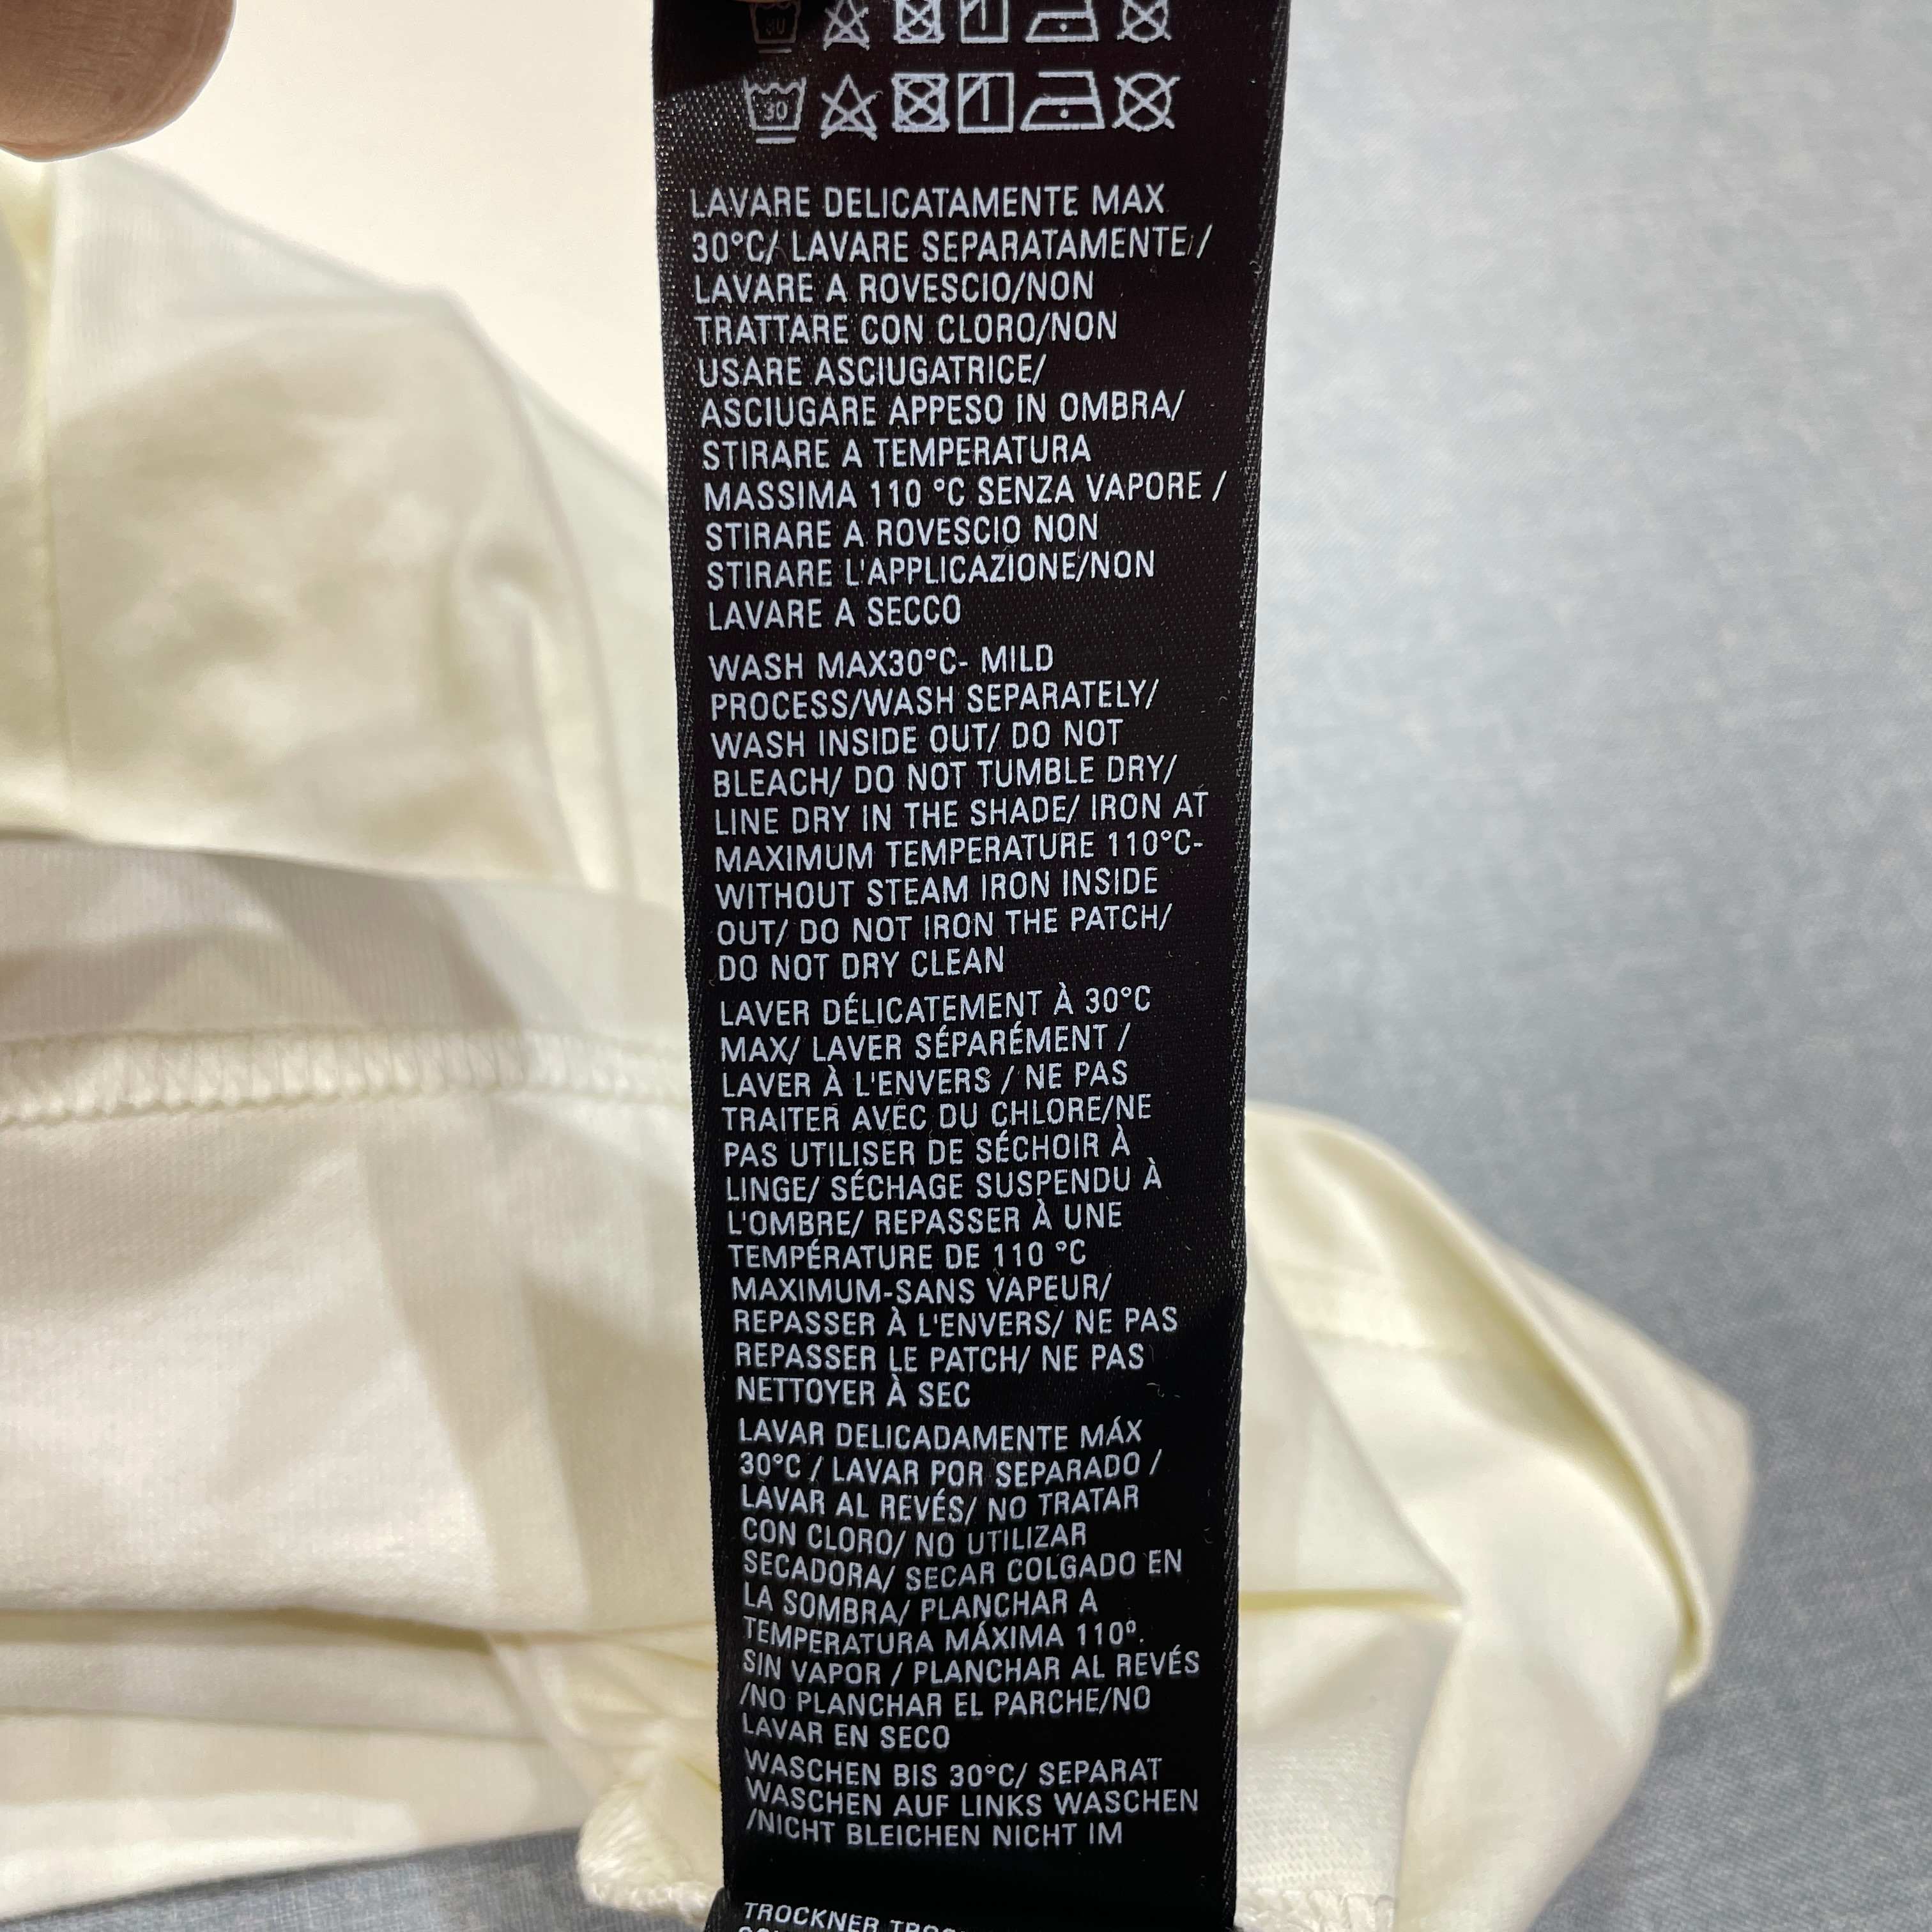 30
30
LAVARE DELICATAMENTE MAX
30°C/ LAVARE SEPARATAMENTE/
LAVARE A ROVESCIO/NON
TRATTARE CON CLORO/NON
USARE ASCIUGATRICE/
ASCIUGARE APPESO IN OMBRA/
STIRARE A TEMPERATURA
MASSIMA 110 °C SENZA VAPORE /
STIRARE A ROVESCIO NON
STIRARE L'APPLICAZIONE/NON
LAVARE A SECCO
WASH MAX30°C- MILD
PROCESS/WASH SEPARATELY/
WASH INSIDE OUT/ DO NOT
BLEACH/ DO NOT TUMBLE DRY/
LINE DRY IN THE SHADE/ IRON AT
MAXIMUM TEMPERATURE 110°C-
WITHOUT STEAM IRON INSIDE
OUT/ DO NOT IRON THE PATCH/
DO NOT DRY CLEAN
LAVER DÉLICATEMENT À 30°C
MAX/ LAVER SÉPARÉMENT /
LAVER À L'ENVERS / NE PAS
TRAITER AVEC DU CHLORE/NE
PAS UTILISER DE SÉCHOIR À
LINGE/ SÉCHAGE SUSPENDU À
L'OMBRE/ REPASSER À UNE
TEMPÉRATURE DE 110 °C
MAXIMUM-SANS VAPEUR/
REPASSER À L'ENVERS/ NE PAS
REPASSER LE PATCH/ NE PAS
NETTOYER À SEC
LAVAR DELICADAMENTE MÁX
30°C / LAVAR POR SEPARADO /
LAVAR AL REVÉS/ NO TRATAR
CON CLORO/ NO UTILIZAR
SECADORA/ SECAR COLGADO EN
LA SOMBRA/ PLANCHAR A
TEMPERATURA MÁXIMA 110º.
SIN VAPOR / PLANCHAR AL REVÉS
/NO PLANCHAR EL PARCHE/NO
LAVAR EN SECO
WASCHEN BIS 30°C/ SEPARAT
WASCHEN AUF LINKS WASCHEN
/NICHT BLEICHEN NICHT IM
TROCKNER